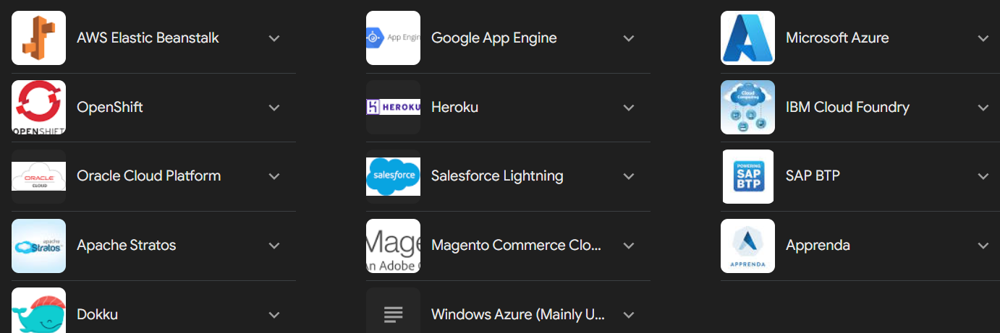 AWS Elastic Beanstalk
App Engin
Google App Engine
Microsoft Azure
OPENSHIFT
OpenShift
HEROKU
Heroku
Cloud
Computing
IBM Cloud Foundry
ORACLE
CLOUD
Oracle Cloud Platform
salesforce
Salesforce Lightning
POWERING
SAP
BTP
SAP BTP
apache
Stratos
Apache Stratos
Mage
An Adobe C
Magento Commerce Clo...
APPRENDA
Apprenda
Dokku
Windows Azure (Mainly U...